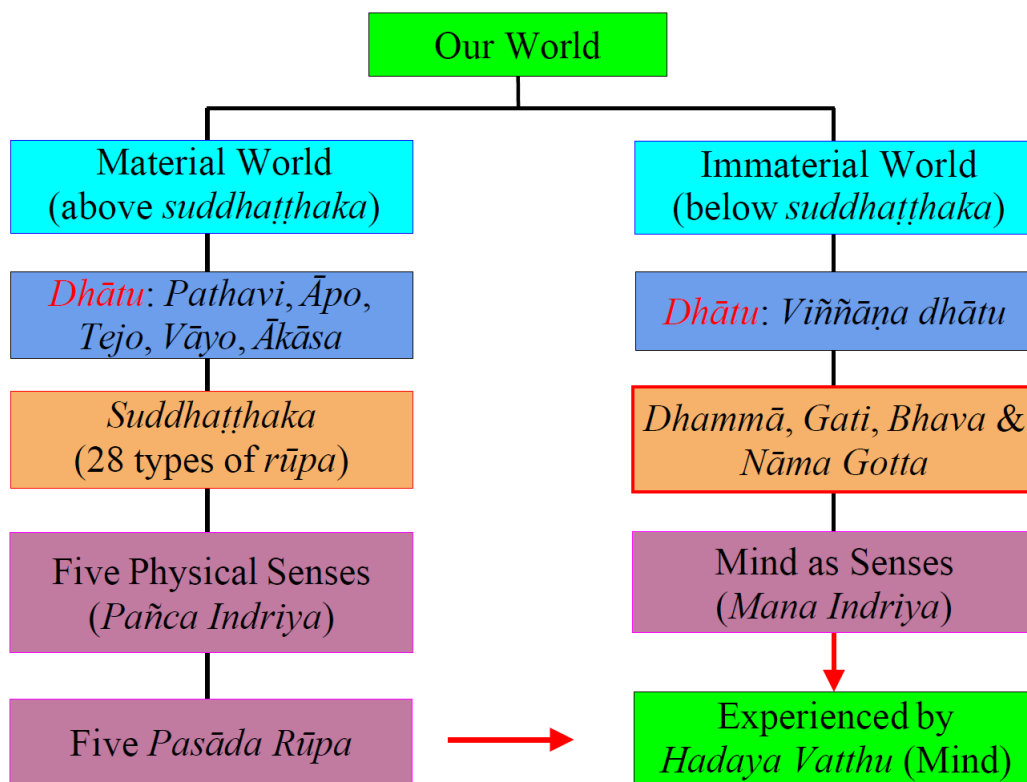 Our World
Material World
(above suddhaṭṭhaka)
Dhātu: Pathavi, Āpo,
Tejo, Vāyo, Ākāsa
Suddhaṭṭhaka
(28 types of rūpa)
Five Physical Senses
(Pañca Indriya)
Five Pasāda Rūpa
Immaterial World
(below suddhaṭṭhaka)
Dhātu: Viññāṇa dhātu
Dhammā, Gati, Bhava &
Nāma Gotta
Mind as Senses
(Mana Indriya)
Experienced by
Hadaya Vatthu (Mind)